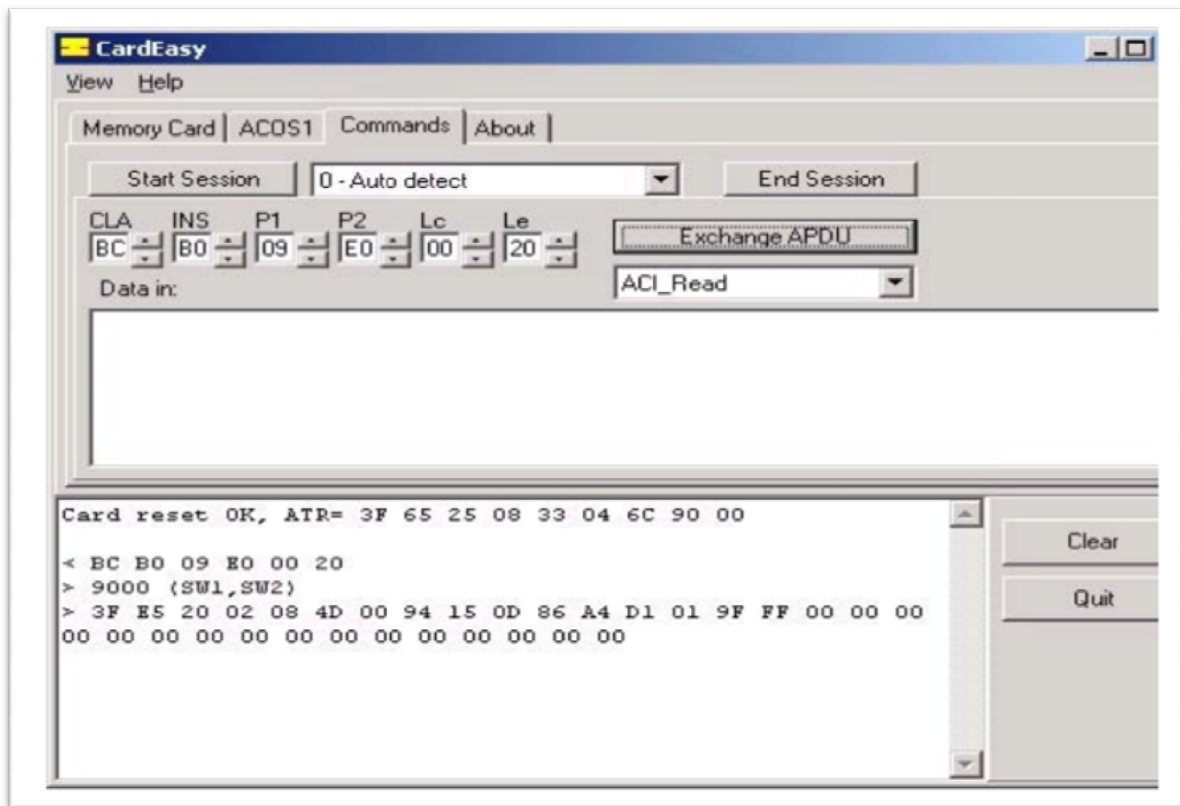 CardEasy
View Help
Memory Card ACOS1 Commands About
Start Session 0 - Auto detect End Session
CLA INS P1 P2 Lc Le
BC B0 09 E0 00 20 Exchange APDU
Data in: ACI_Read
Card reset OK, ATR= 3F 65 25 08 33 04 6C 90 00
< BC B0 09 E0 00 20
> 9000 (SW1,SW2)
> 3F E5 20 02 08 4D 00 94 15 0D 86 A4 D1 01 9F FF 00 00 00
00 00 00 00 00 00 00 00 00 00 00 00 00
Clear
Quit